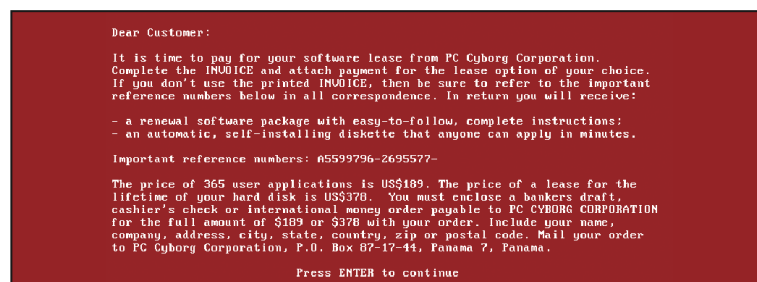 Dear Customer:
It is time to pay for your software lease from PC Cyborg Corporation.
Complete the INVOICE and attach payment for the lease option of your choice.
If you don't use the printed INVOICE, then be sure to refer to the important
reference numbers below in all correspondence. In return you will receive:
- a renewal software package with easy-to-follow, complete instructions;
- an automatic, self-installing diskette that anyone can apply in minutes.
Important reference numbers: A5599796-2695577-
The price of 365 user applications is US$189. The price of a lease for the
lifetime of your hard disk is US$378.  You must enclose a bankers draft,
cashier's check or international money order payable to PC CYBORG CORPORATION
for the full amount of $189 or $378 with your order. Include your name,
company, address, city, state, country, zip or postal code. Mail your order
to PC Cyborg Corporation, P.O. Box 87-17-44, Panama 7, Panama.
Press ENTER to continue